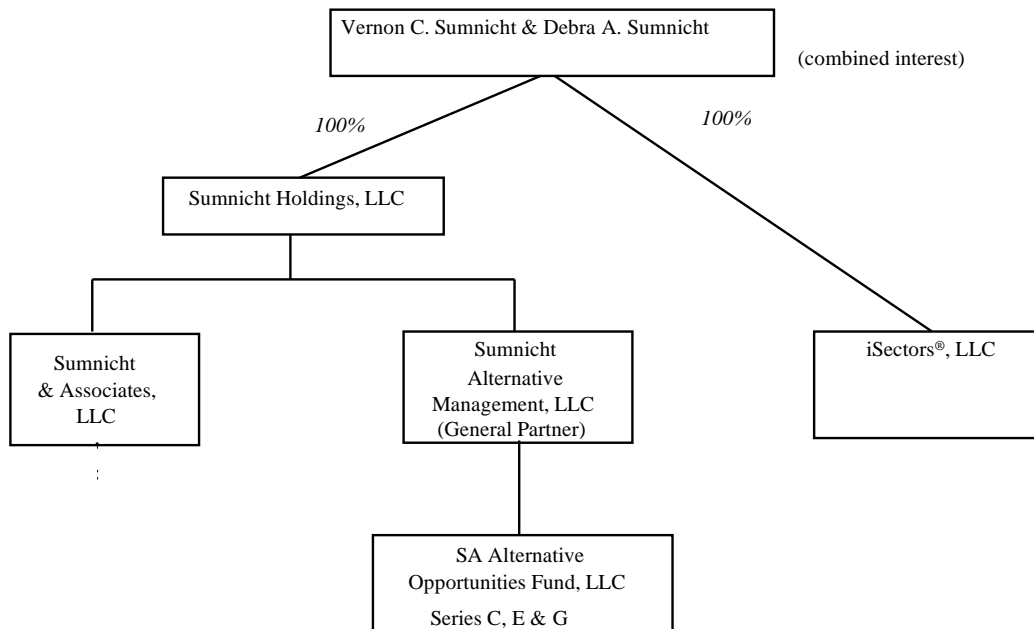 Vernon C. Sumnicht & Debra A. Sumnicht
(combined interest)
100%
100%
Sumnicht Holdings, LLC
Sumnicht
& Associates,
LLC
Sumnicht
Alternative
Management, LLC
(General Partner)
iSectors®, LLC
SA Alternative
Opportunities Fund, LLC
Series C, E & G